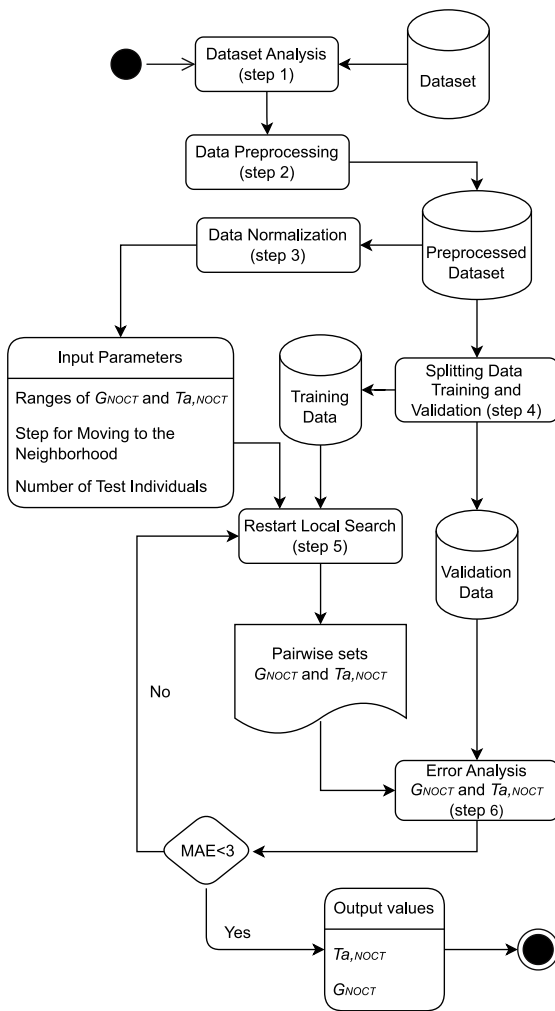 Dataset Analysis
(step 1)
Dataset
Data Preprocessing
(step 2)
Data Normalization
(step 3)
Preprocessed
Dataset
Input Parameters
Ranges of GNOCT and Ta,NOCT
Step for Moving to the
Neighborhood
Number of Test Individuals
Training
Data
Splitting Data
Training and
Validation (step 4)
Restart Local Search
(step 5)
Validation
Data
Pairwise sets
GNOCT and Ta,NOCT
No
Error Analysis
GNOCT and Ta,NOCT
(step 6)
MAE<3
Yes
Output values
Ta,NOCT
GNOCT